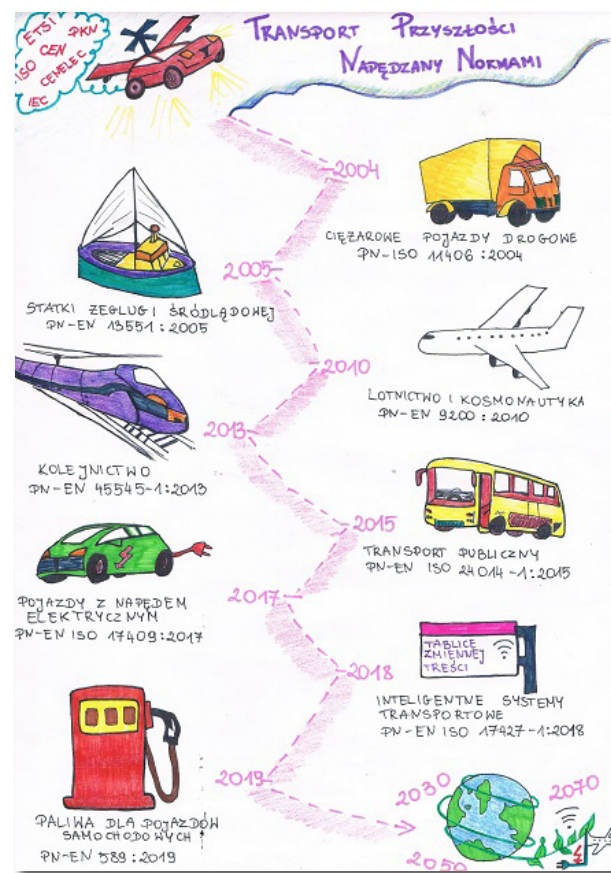 ETSI
PKN
CEN
ISO
CENELEC
IEC
TRANSPORT PRZYSZŁOŚCI
NAPĘDZANY NORMAMI
2004
CIĘŻAROWE POJAZDY DROGOWE
PN-ISO 11406:2004
2005
STATKI ŻEGLUGI ŚRÓDLĄDOWEJ
PN-EN 13551:2005
2010
LOTNICTWO I KOSMONAUTYKA
PN-EN 9200:2010
2013
KOLEJNICTWO
PN-EN 45545-1:2013
2015
TRANSPORT PUBLICZNY
PN-EN ISO 24014-1:2015
2017
POJAZDY Z NAPĘDEM
ELEKTRYCZNYM
PN-EN ISO 17409:2017
2018
TABLICE
ZMIENNEJ
TREŚCI
INTELIGENTNE SYSTEMY
TRANSPORTOWE
PN-EN ISO 17427-1:2018
2019
PALIWA DLA POJAZDÓW
SAMOCHODOWYCH
PN-EN 589:2019
2030
2070
2050